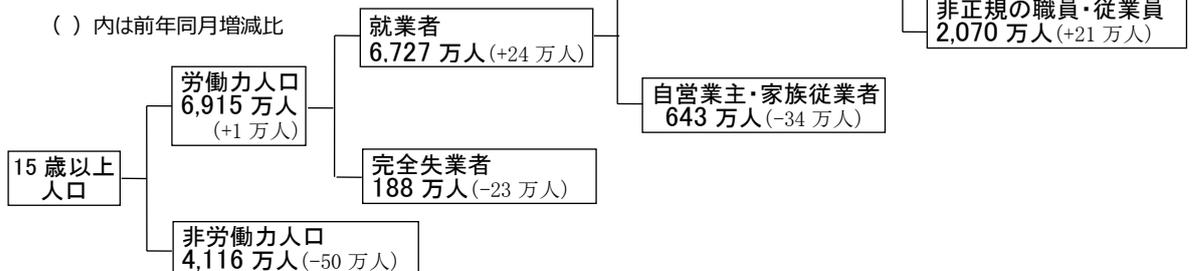 ( ) 内は前年同月増減比
就業者
6,727 万人(+24 万人)
非正規の職員・従業員
2,070 万人(+21 万人)
労働力人口
6,915 万人
(+1 万人)
自営業主・家族従業者
643 万人(-34 万人)
15 歳以上
人口
完全失業者
188 万人(-23 万人)
非労働力人口
4,116 万人(-50 万人)